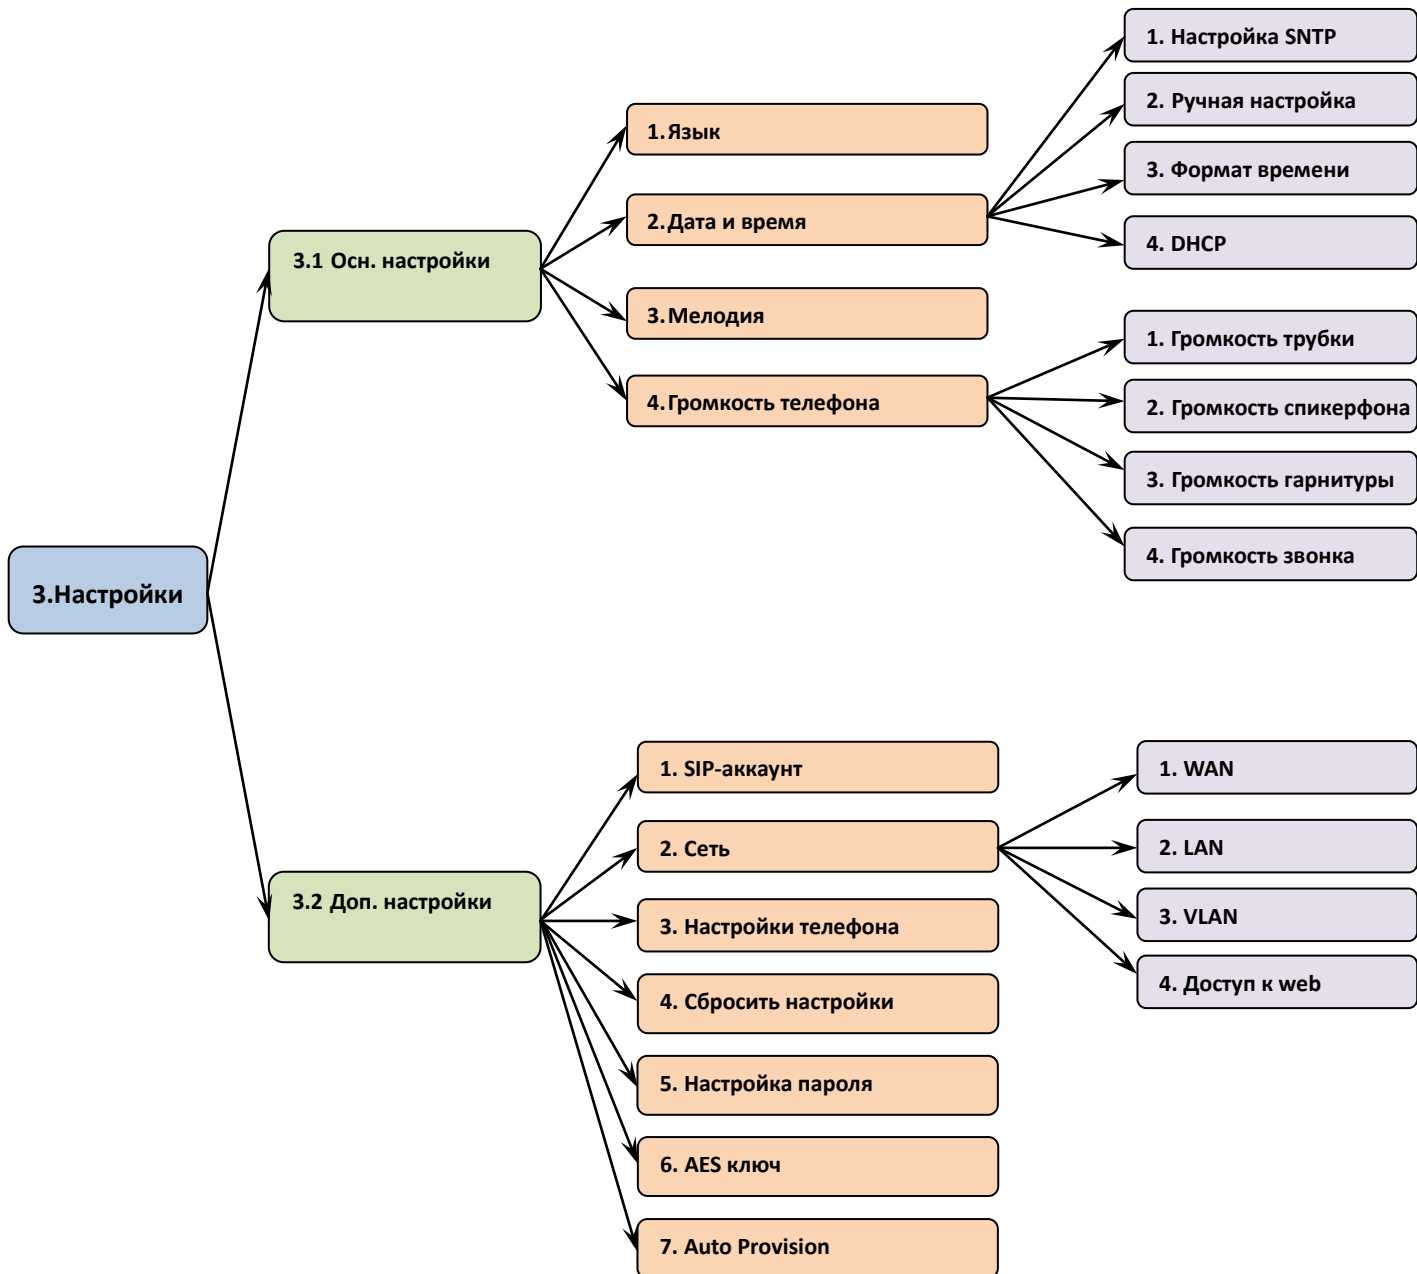 3.Настройки
3.1 Осн. настройки
1.Язык
2.Дата и время
1. Настройка SNTP
2. Ручная настройка
3. Формат времени
4. DHCP
3.Мелодия
4.Громкость телефона
1. Громкость трубки
2. Громкость спикерфона
3. Громкость гарнитуры
4. Громкость звонка
3.2 Доп. настройки
1. SIP-аккаунт
2. Сеть
1. WAN
2. LAN
3. VLAN
4. Доступ к web
3. Настройки телефона
4. Сбросить настройки
5. Настройка пароля
6. AES ключ
7. Auto Provision